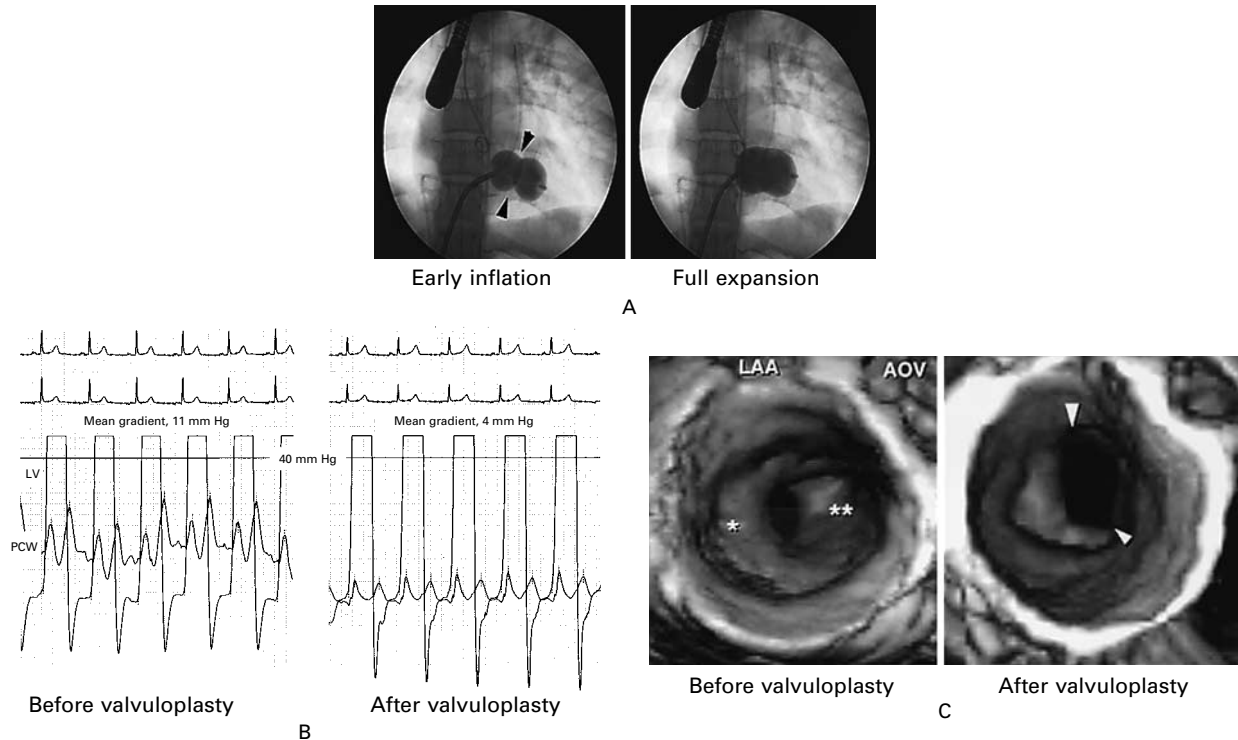 Early inflation
Full expansion
A
Mean gradient, 11 mm Hg
Mean gradient, 4 mm Hg
40 mm Hg
LV
PCW
Before valvuloplasty
After valvuloplasty
B
LAA
AOV
*
**
Before valvuloplasty
After valvuloplasty
C